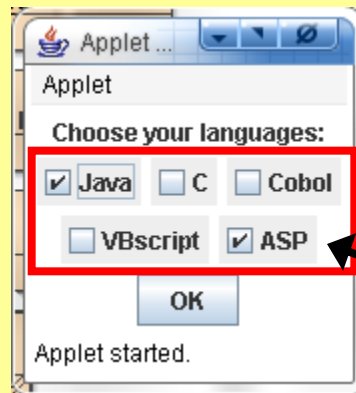 Applet ...
Applet
Choose your languages:
Java C Cobol
VBscript ASP
OK
Applet started.